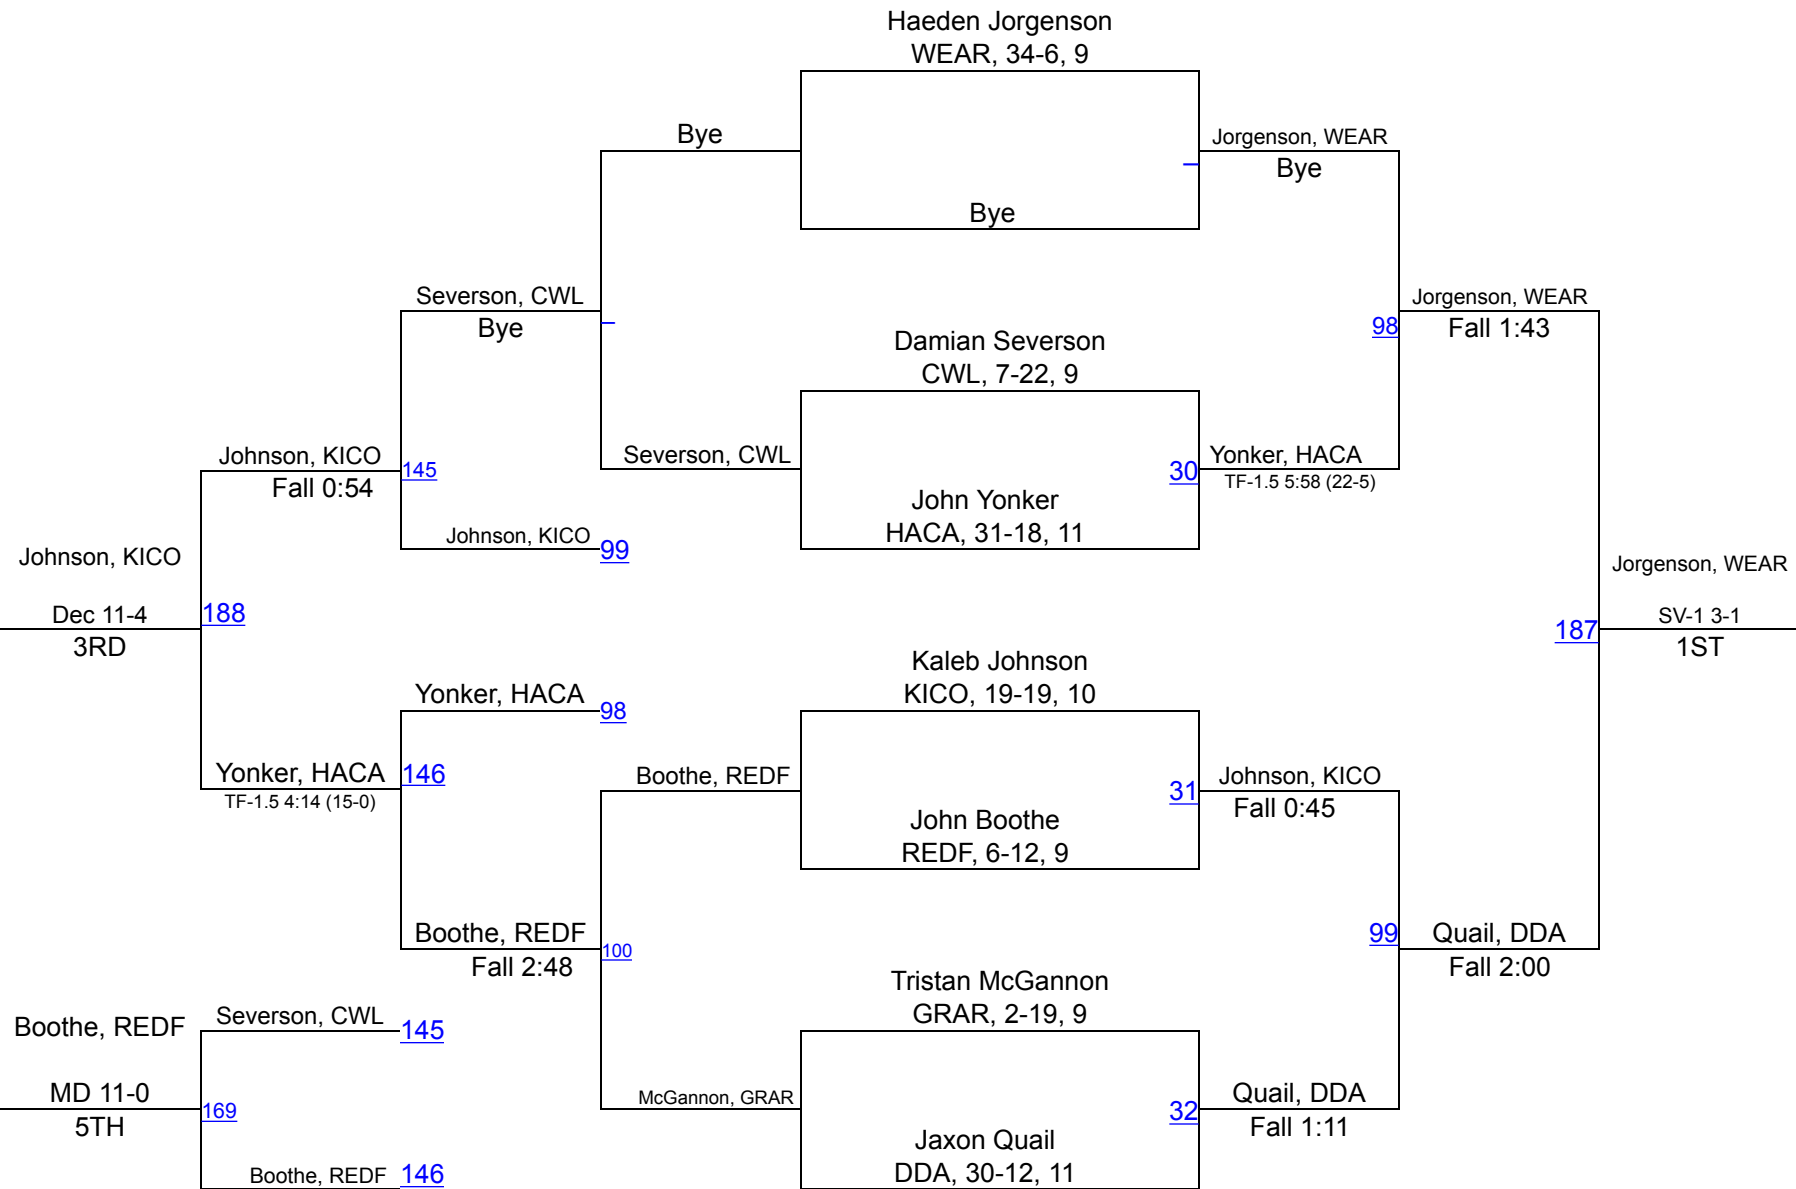 Haeden Jorgenson
WEAR, 34-6, 9
Bye
Jorgenson, WEAR
Bye
Bye
Severson, CWL
Bye
Jorgenson, WEAR
98
Fall 1:43
Damian Severson
CWL, 7-22, 9
Johnson, KICO
145
Fall 0:54
Severson, CWL
30
Yonker, HACA
TF-1.5 5:58 (22-5)
John Yonker
HACA, 31-18, 11
Johnson, KICO
99
Johnson, KICO
Dec 11-4
188
3RD
Jorgenson, WEAR
SV-1 3-1
187
1ST
Kaleb Johnson
KICO, 19-19, 10
Yonker, HACA
98
Yonker, HACA
146
TF-1.5 4:14 (15-0)
Boothe, REDF
31
Johnson, KICO
Fall 0:45
John Boothe
REDF, 6-12, 9
Boothe, REDF
100
Fall 2:48
99
Quail, DDA
Fall 2:00
Tristan McGannon
GRAR, 2-19, 9
Boothe, REDF
Severson, CWL
145
MD 11-0
169
5TH
McGannon, GRAR
32
Quail, DDA
Fall 1:11
Jaxon Quail
DDA, 30-12, 11
Boothe, REDF
146